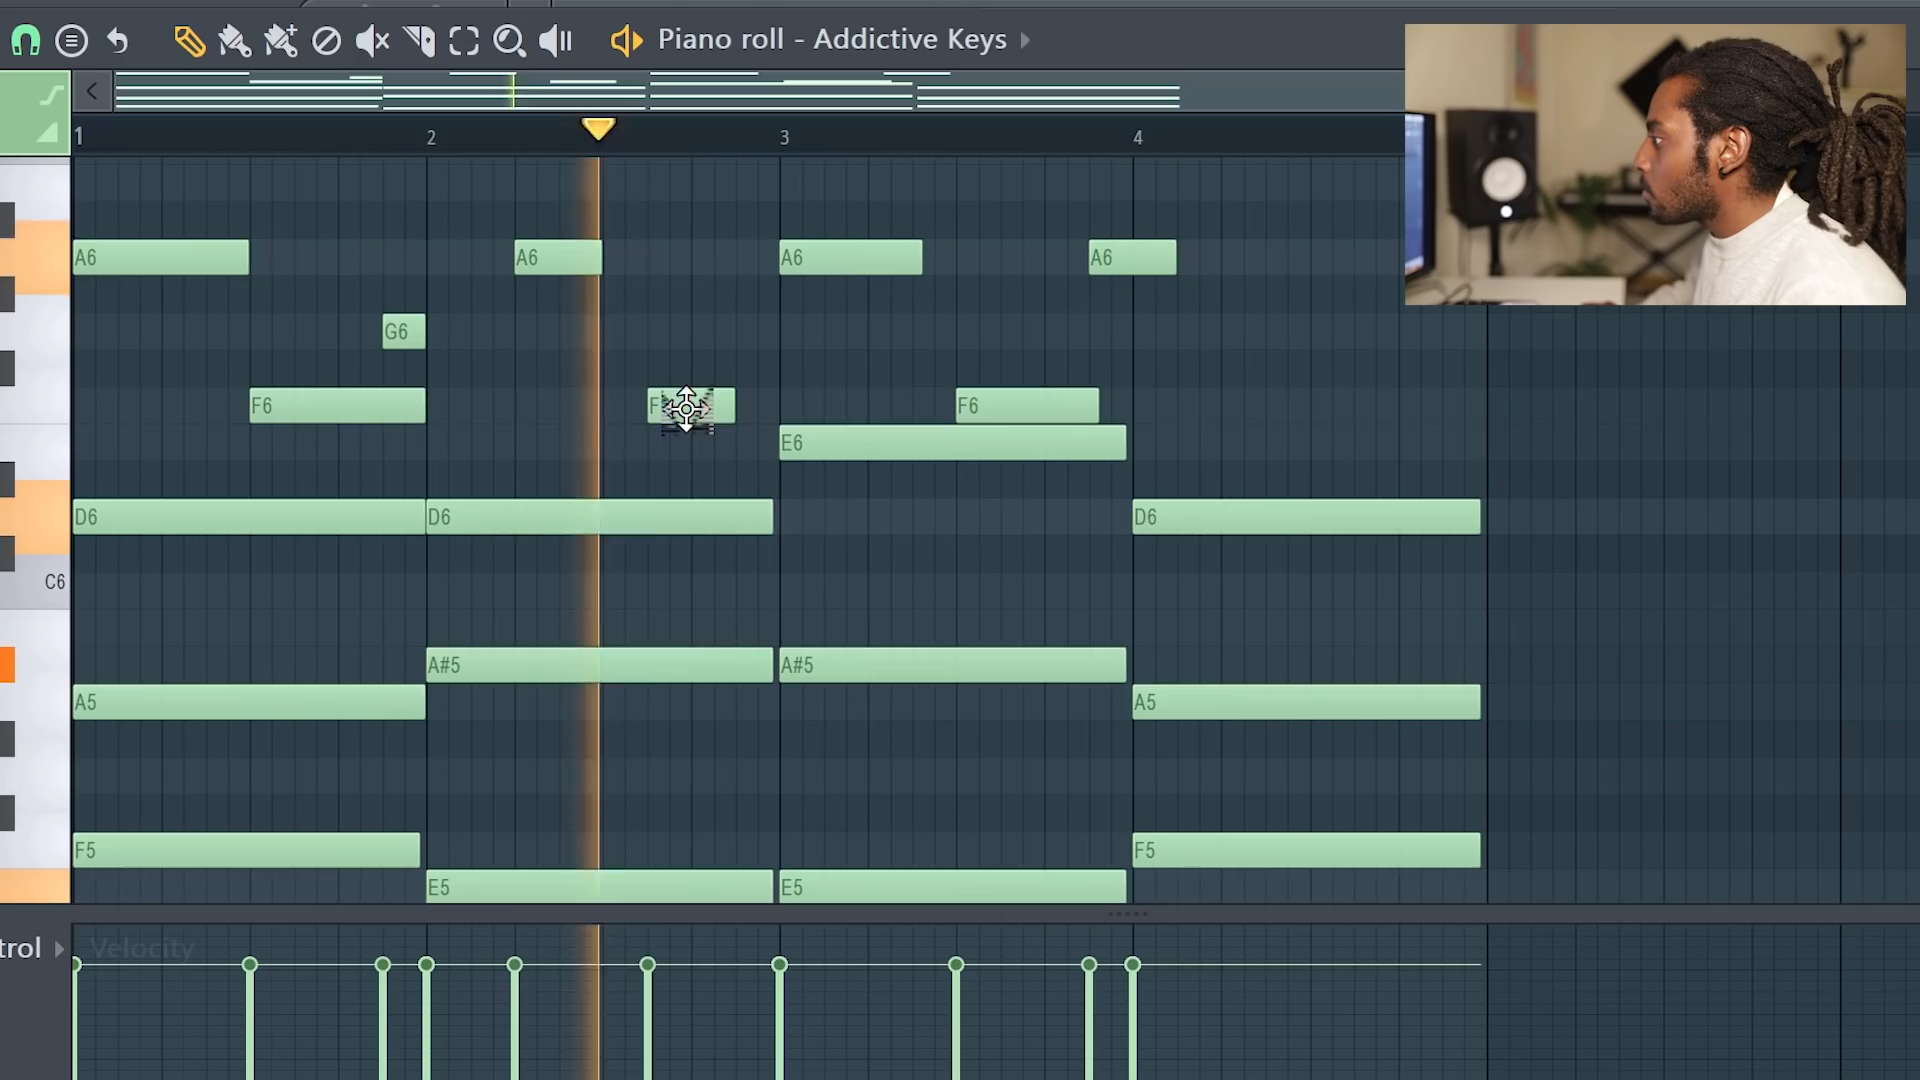 Piano roll - Addictive Keys
1 2 3 4
A6 A6 A6 A6
G6
F6 F F6
E6
D6 D6 D6
C6
A#5 A#5
A5 A5
F5 F5
E5 E5
trol Velocity